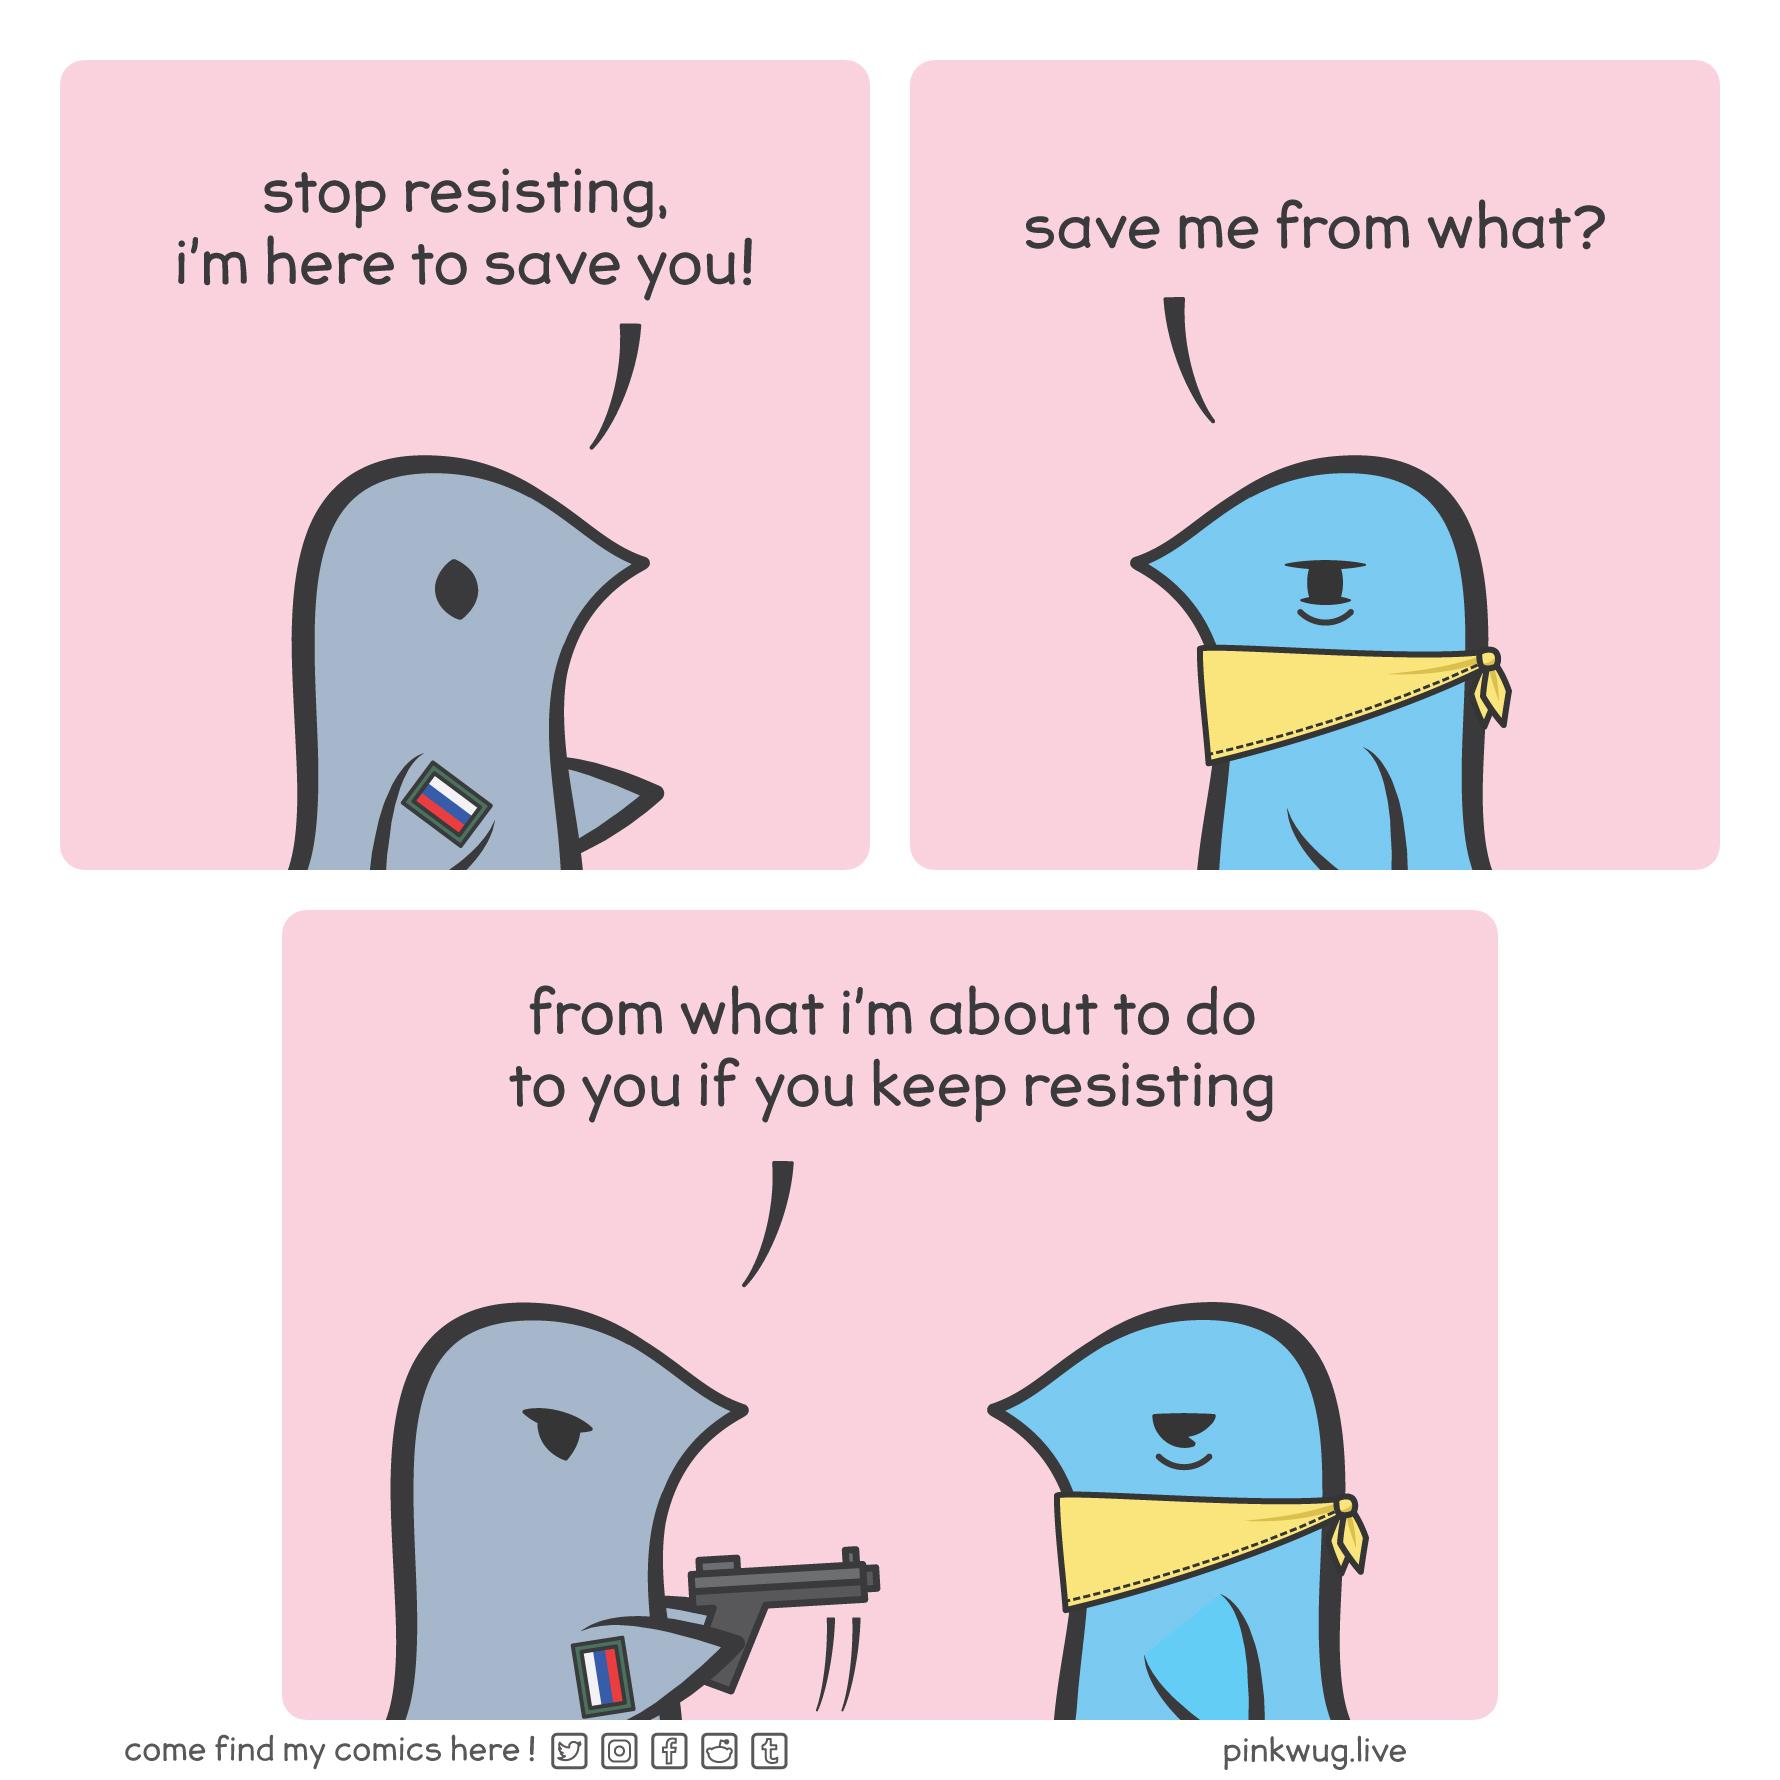 stop resisting,
i'm here to save you!
save me from what?
from what i'm about to do
to you if you keep resisting
come find my comics here !
pinkwug.live